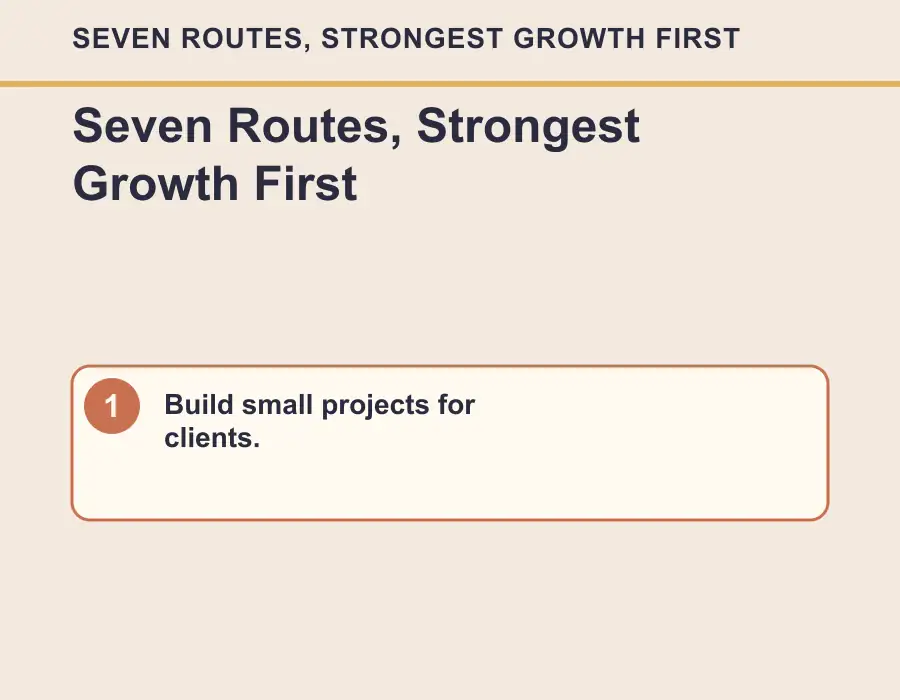 SEVEN ROUTES, STRONGEST GROWTH FIRST
Seven Routes, Strongest
Growth First
1
Build small projects for
clients.